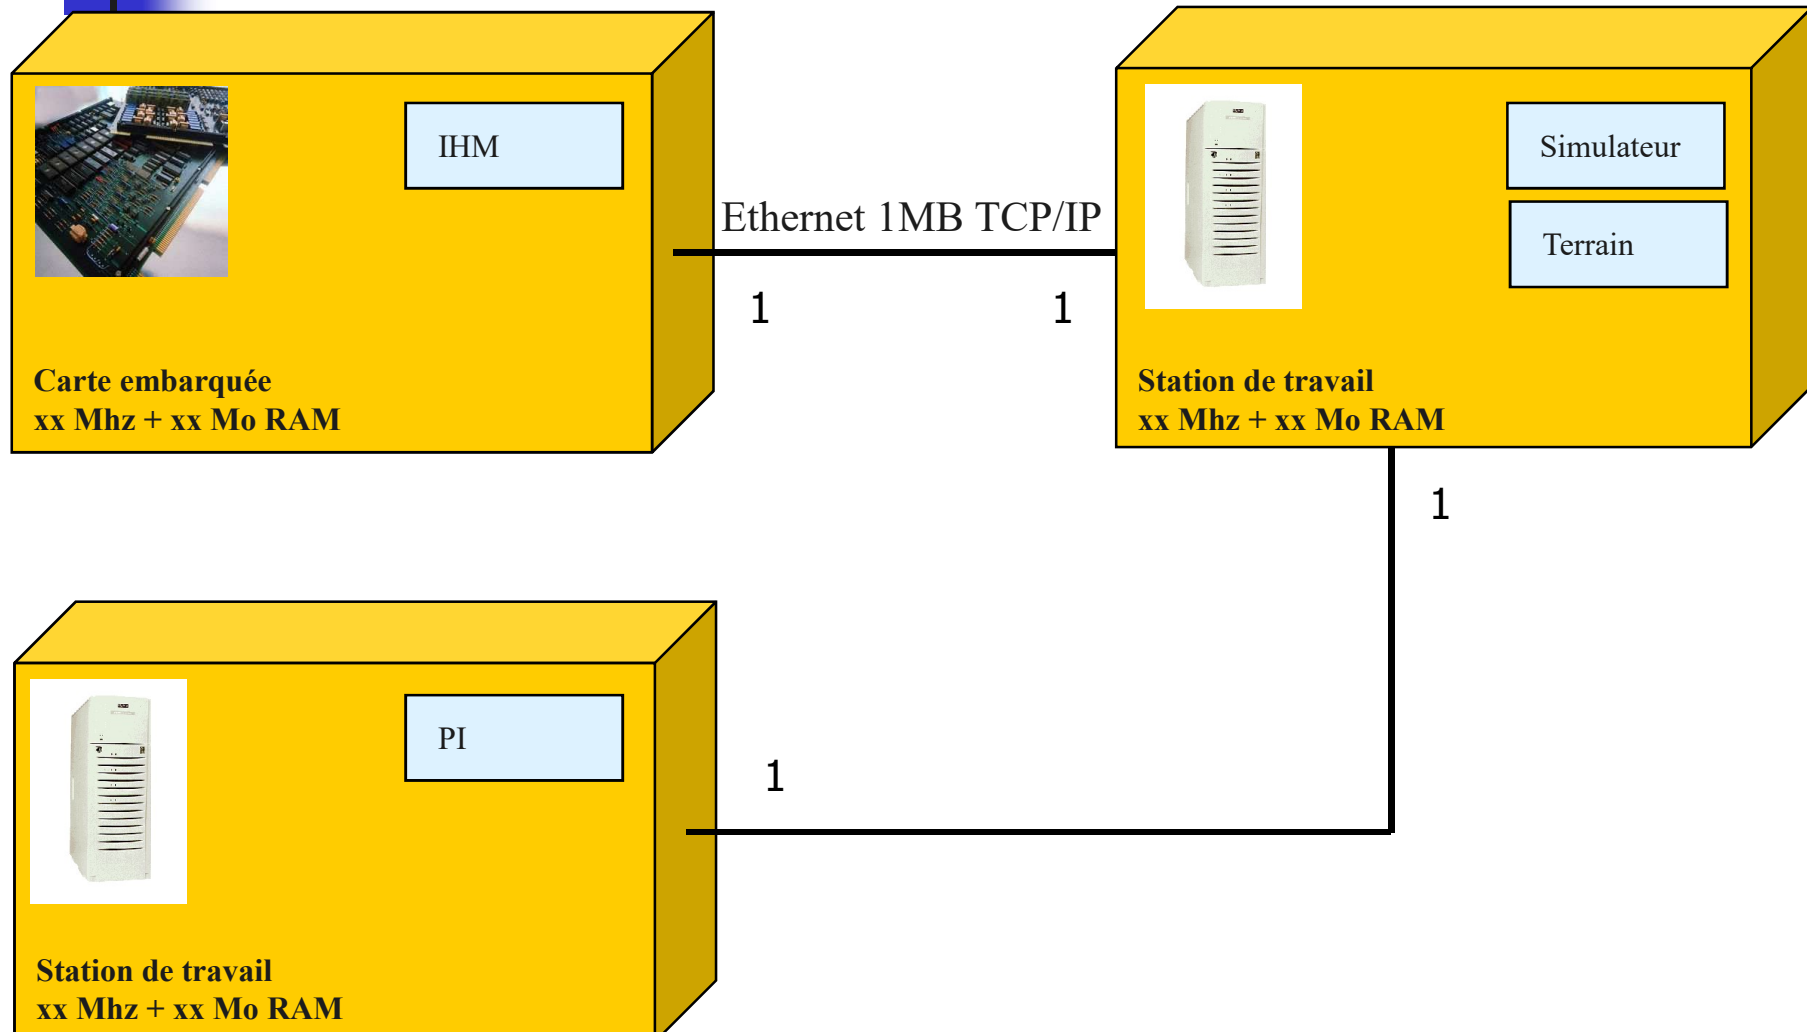 IHM
Carte embarquée
xx Mhz + xx Mo RAM
Ethernet 1MB TCP/IP
1
1
Simulateur
Terrain
Station de travail
xx Mhz + xx Mo RAM
1
PI
1
Station de travail
xx Mhz + xx Mo RAM